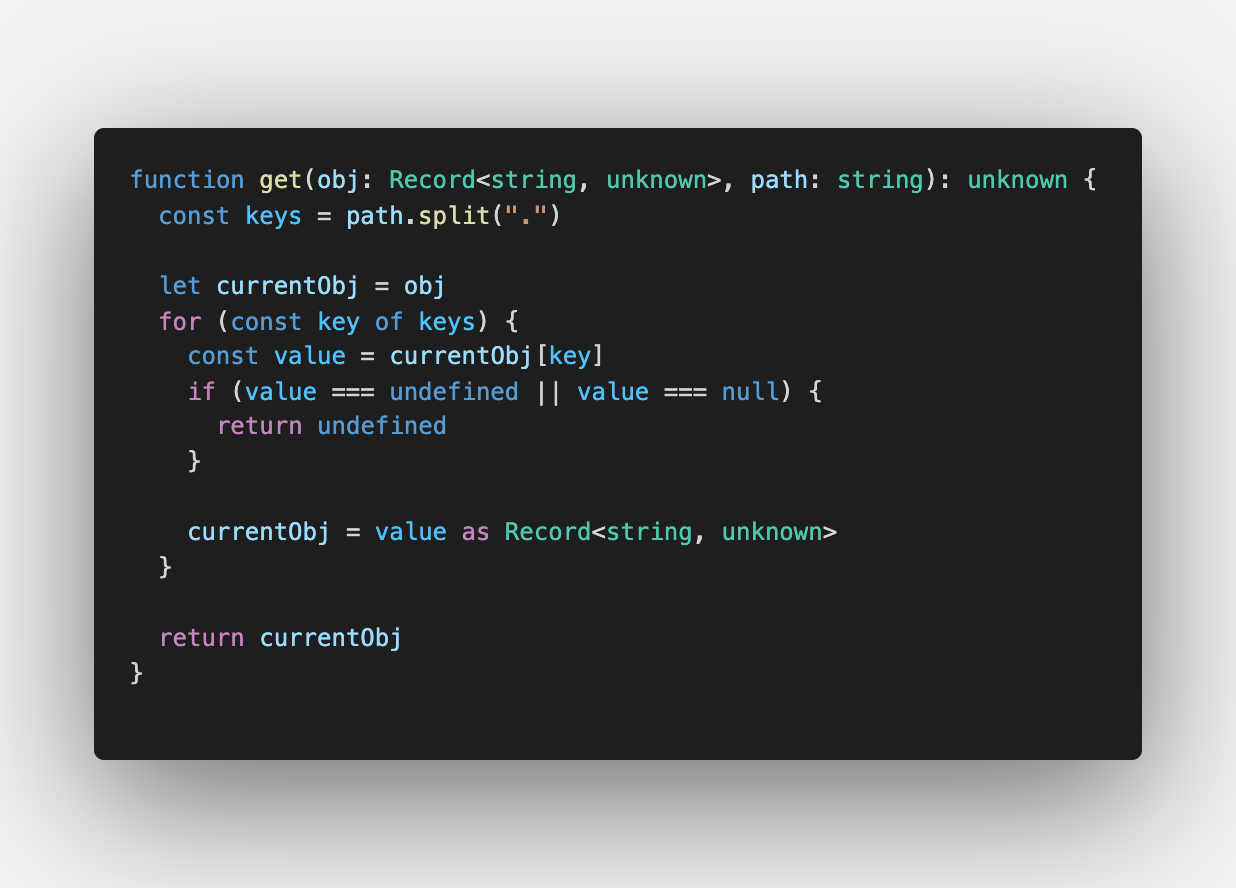 function get(obj: Record<string, unknown>, path: string): unknown {
  const keys = path.split(".")

  let currentObj = obj
  for (const key of keys) {
    const value = currentObj[key]
    if (value === undefined || value === null) {
      return undefined
    }

    currentObj = value as Record<string, unknown>
  }

  return currentObj
}